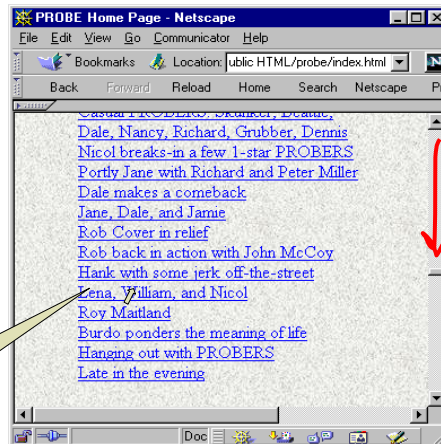 PROBE Home Page - Netscape
File Edit View Go Communicator Help
Bookmarks Location: ublic HTML/probe/index.html
Back Forward Reload Home Search Netscape
Casual PROBERS: Skunker, Beattie,
Dale, Nancy, Richard, Grubber, Dennis
Nicol breaks-in a few 1-star PROBERS
Portly Jane with Richard and Peter Miller
Dale makes a comeback
Jane, Dale, and Jamie
Rob Cover in relief
Rob back in action with John McCoy
Hank with some jerk off-the-street
Lena, William, and Nicol
Roy Maitland
Burdo ponders the meaning of life
Hanging out with PROBERS
Late in the evening
Doc